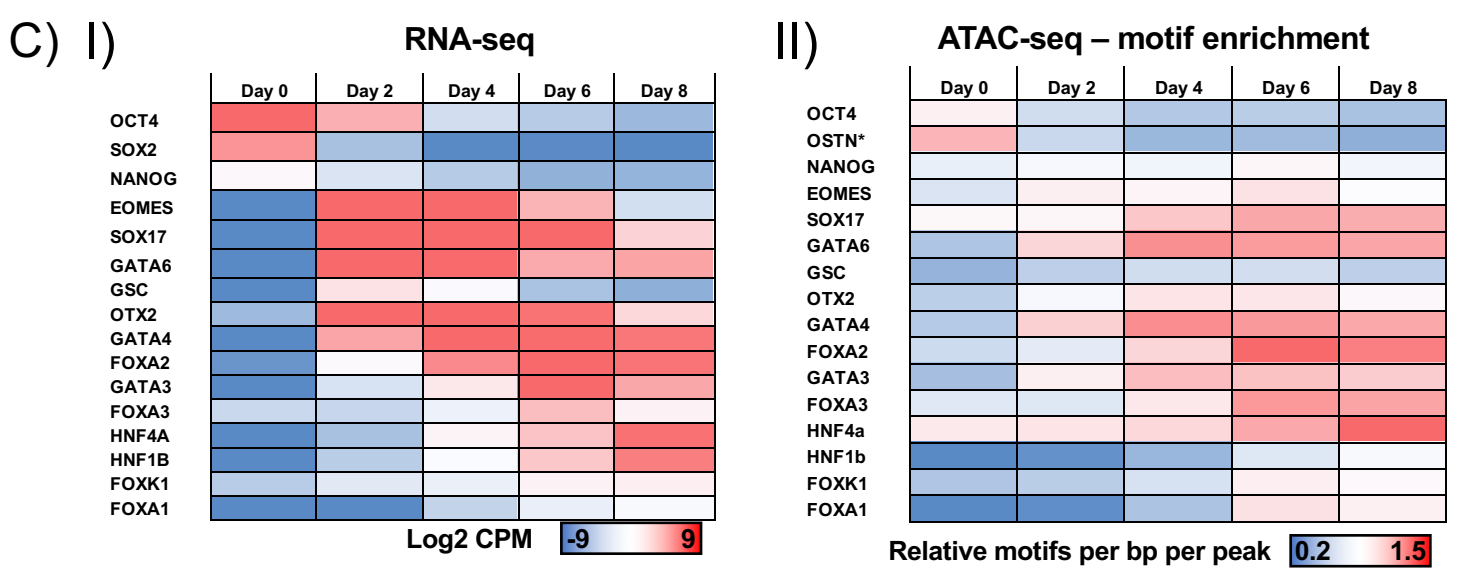 C) I)
RNA-seq
Day 0 Day 2 Day 4 Day 6 Day 8
OCT4
SOX2
NANOG
EOMES
SOX17
GATA6
GSC
OTX2
GATA4
FOXA2
GATA3
FOXA3
HNF4A
HNF1B
FOXK1
FOXA1
Log2 CPM -9 9
II)
ATAC-seq – motif enrichment
Day 0 Day 2 Day 4 Day 6 Day 8
OCT4
OSTN*
NANOG
EOMES
SOX17
GATA6
GSC
OTX2
GATA4
FOXA2
GATA3
FOXA3
HNF4a
HNF1b
FOXK1
FOXA1
Relative motifs per bp per peak 0.2 1.5